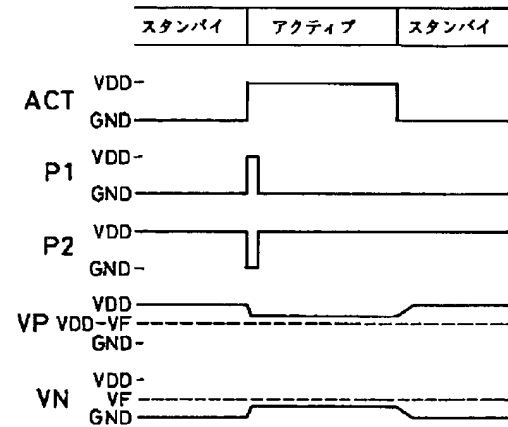 スタンバイ アクティブ スタンバイ
ACT VDD
GND
P1 VDD
GND
P2 VDD
GND
VP VDD
VDD-VF
GND
VN VDD
VF
GND